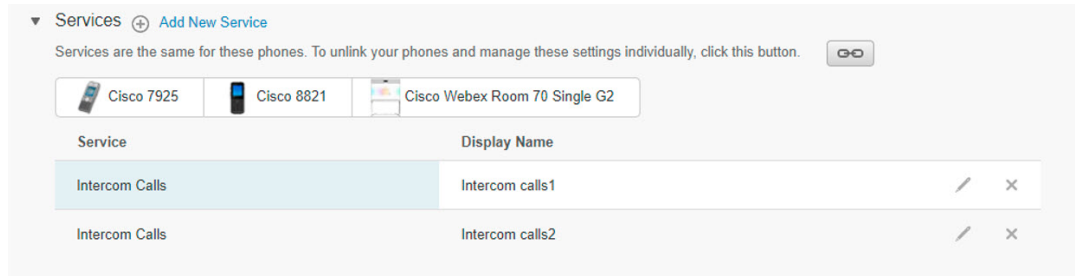 Services Add New Service
Services are the same for these phones. To unlink your phones and manage these settings individually, click this button.
Cisco 7925 Cisco 8821 Cisco Webex Room 70 Single G2
Service Display Name
Intercom Calls Intercom calls1
Intercom Calls Intercom calls2